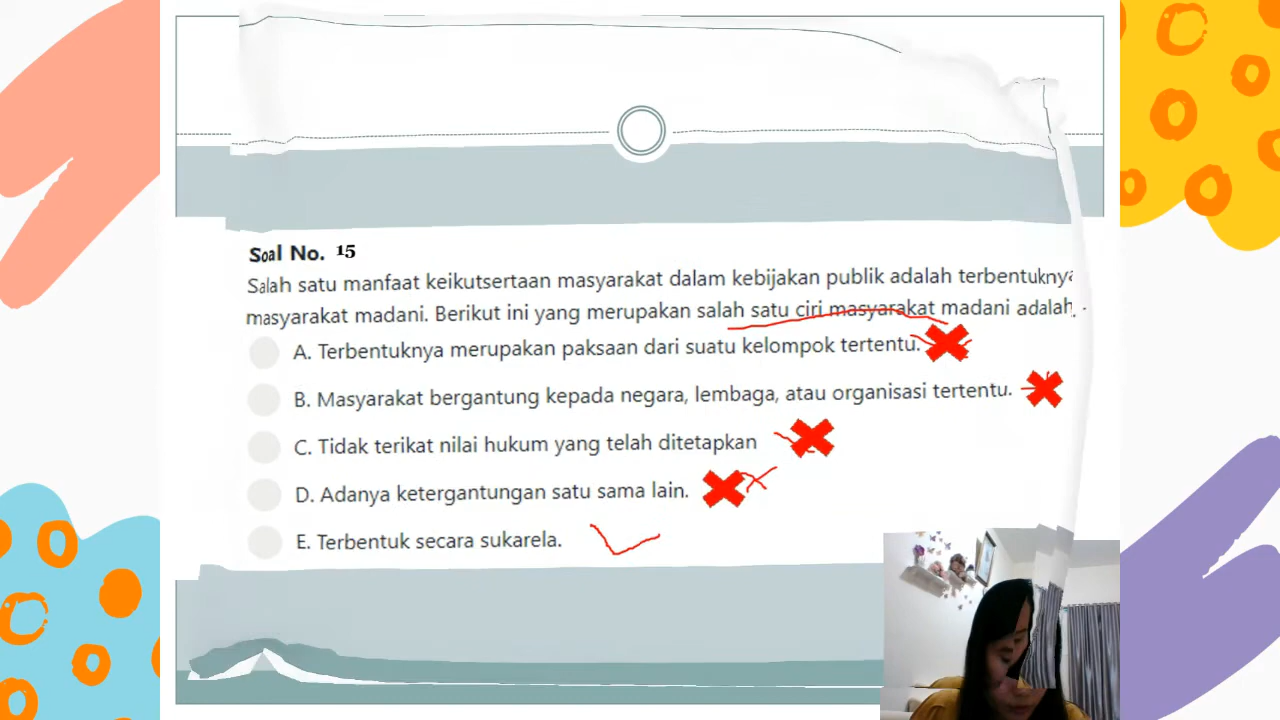 Soal No. 15
Salah satu manfaat keikutsertaan masyarakat dalam kebijakan publik adalah terbentuknya
masyarakat madani. Berikut ini yang merupakan salah satu ciri masyarakat madani adalah. .
A. Terbentuknya merupakan paksaan dari suatu kelompok tertentu.
B. Masyarakat bergantung kepada negara, lembaga, atau organisasi tertentu.
C. Tidak terikat nilai hukum yang telah ditetapkan
D. Adanya ketergantungan satu sama lain.
E. Terbentuk secara sukarela.